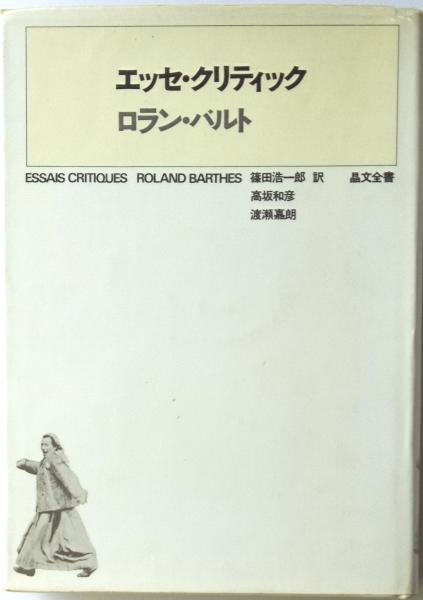 エッセ・クリティック
ロラン・バルト
ESSAIS CRITIQUES ROLAND BARTHES 篠田浩一郎 訳 晶文全書
高坂和彦
渡瀬嘉朗